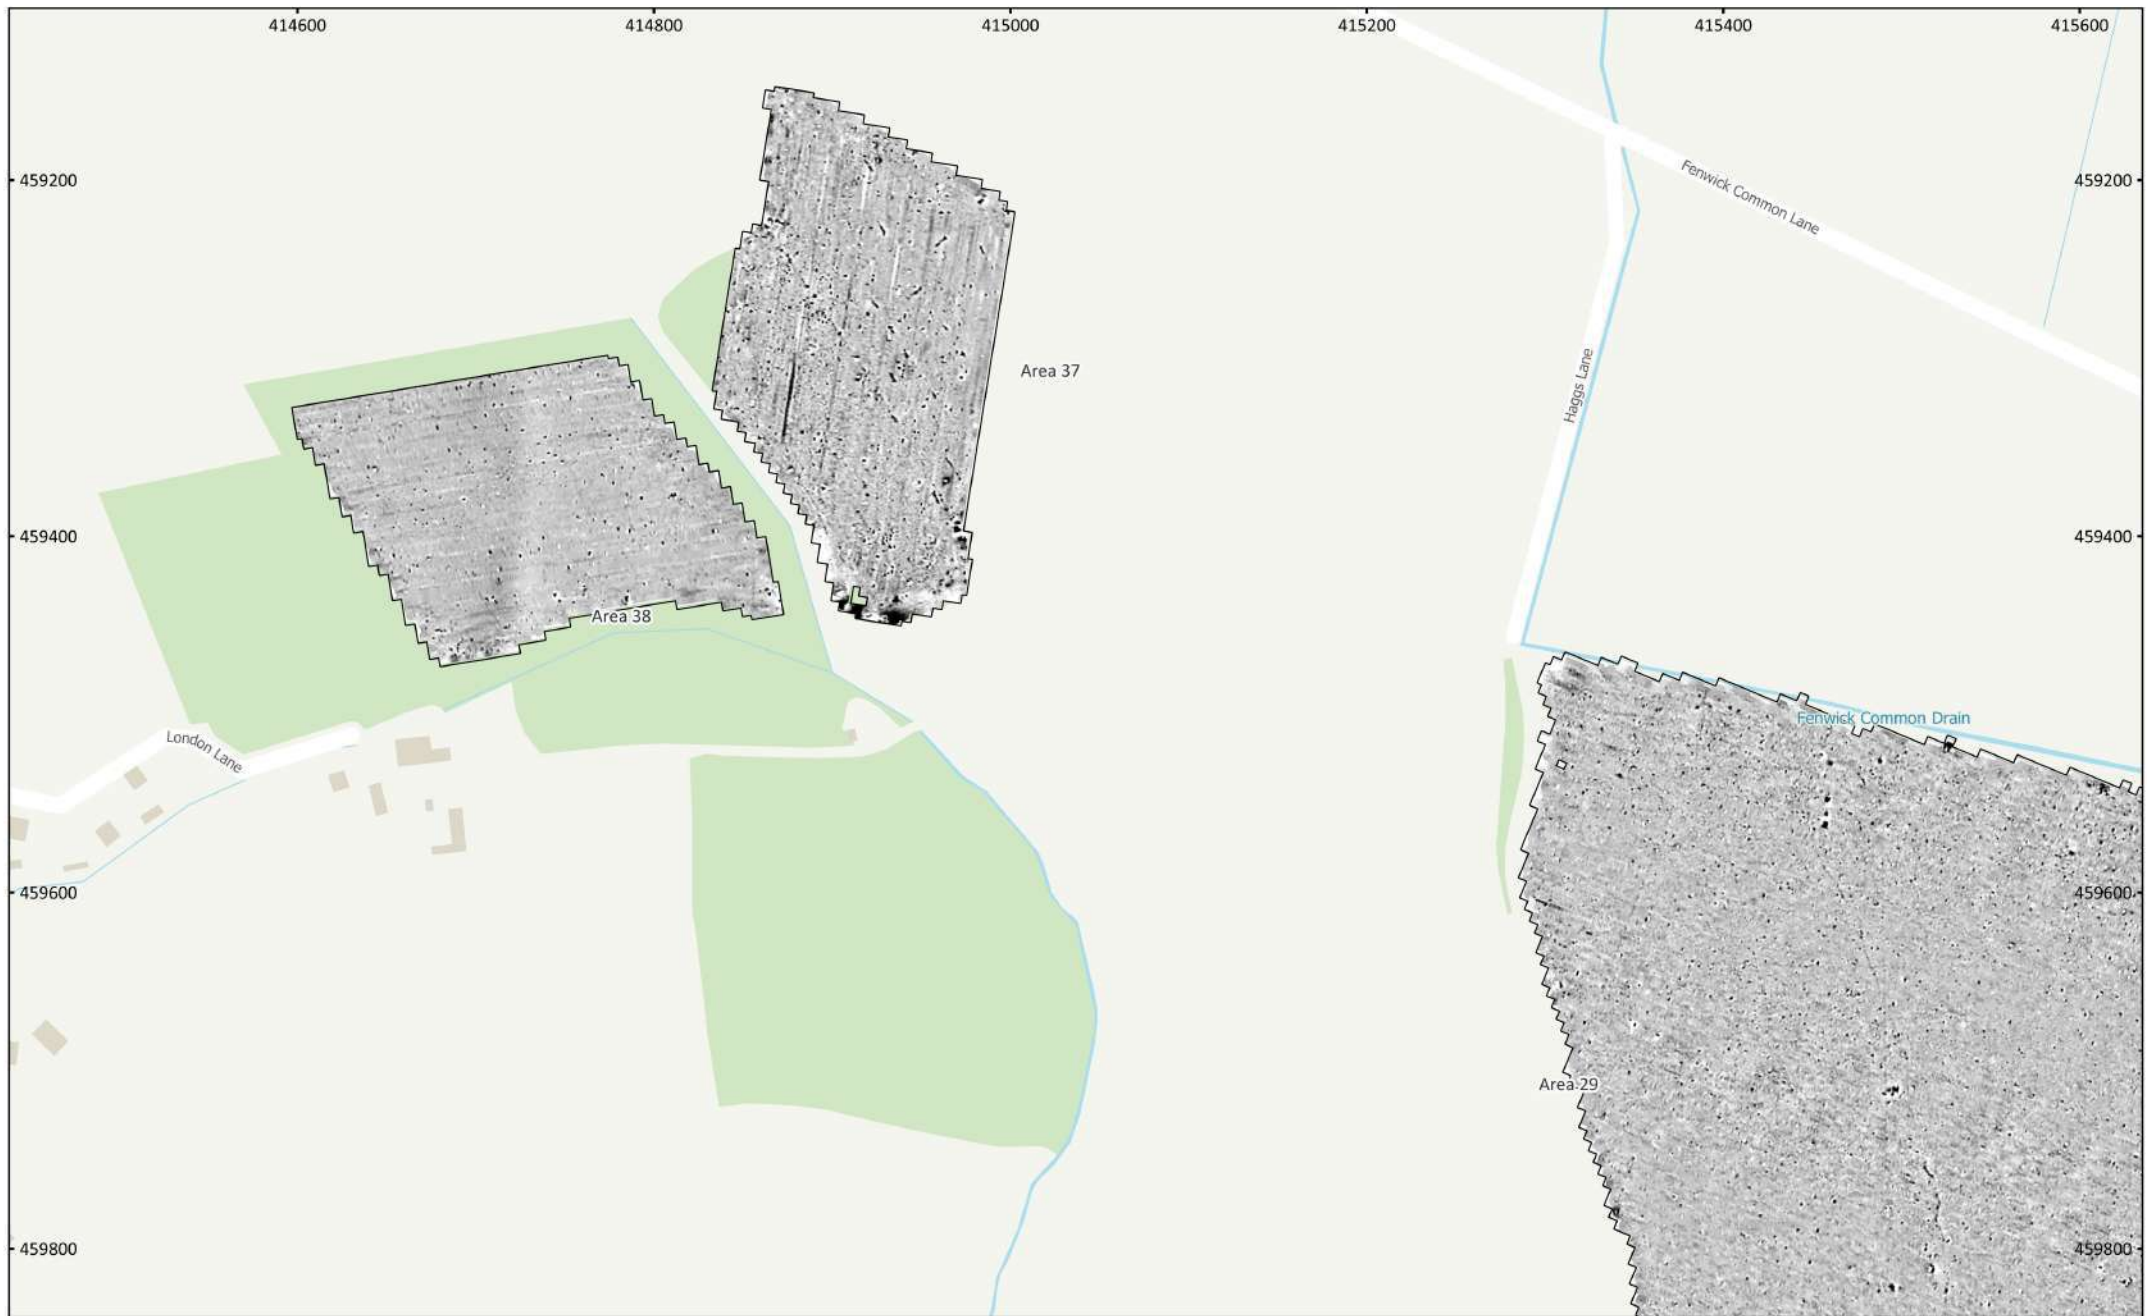 414600 414800 415000 415200 415400 415600
Fenwick Common Lane
459200 459200
Area 37
Haggs Lane
459400 459400
Area 38
Fenwick Common Drain
London Lane
459600 459600
Area 29
459800 459800